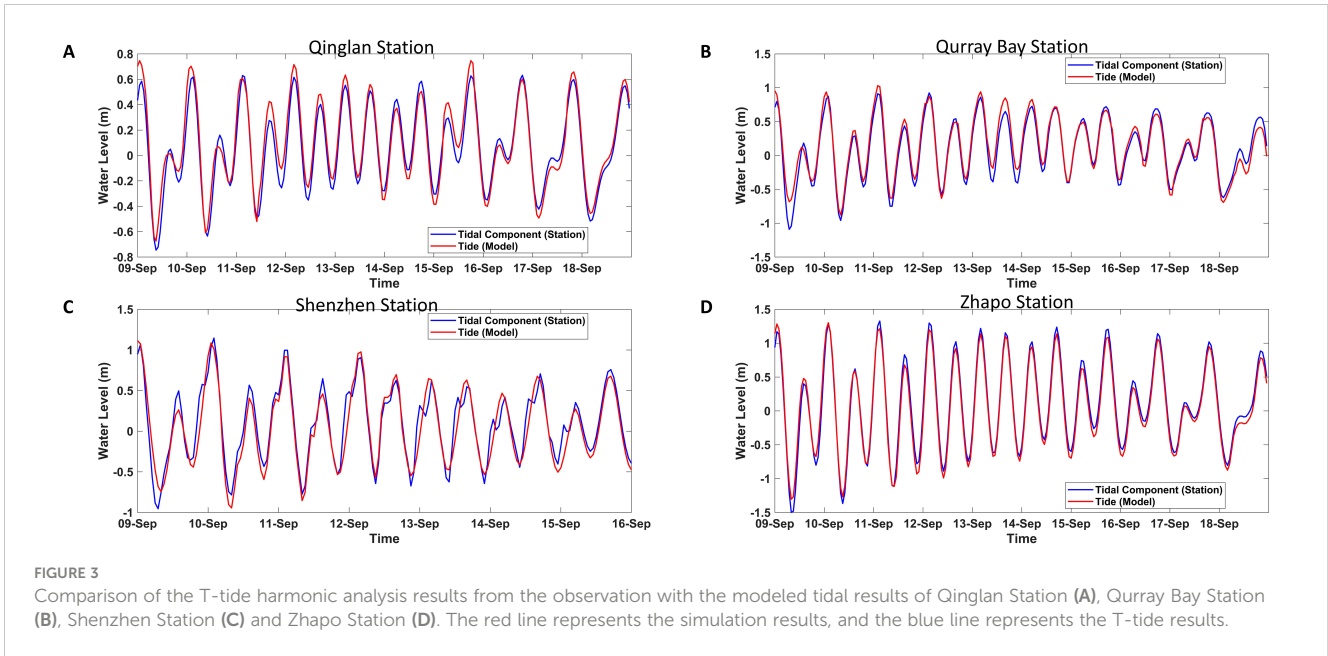 A
Qinglan Station
Water Level (m)
0.8
0.6
0.4
0.2
0
-0.2
-0.4
-0.6
-0.8
Tidal Component (Station)
Tide (Model)
09-Sep 10-Sep 11-Sep 12-Sep 13-Sep 14-Sep 15-Sep 16-Sep 17-Sep 18-Sep
Time
B
Qurray Bay Station
Water Level (m)
1.5
1
0.5
0
-0.5
-1
-1.5
Tidal Component (Station)
Tide (Model)
09-Sep 10-Sep 11-Sep 12-Sep 13-Sep 14-Sep 15-Sep 16-Sep 17-Sep 18-Sep
Time
C
Shenzhen Station
Water Level (m)
1.5
1
0.5
0
-0.5
-1
Tidal Component (Station)
Tide (Model)
09-Sep 10-Sep 11-Sep 12-Sep 13-Sep 14-Sep 15-Sep 16-Sep
Time
D
Zhapo Station
Water Level (m)
1.5
1
0.5
0
-0.5
-1
-1.5
Tidal Component (Station)
Tide (Model)
09-Sep 10-Sep 11-Sep 12-Sep 13-Sep 14-Sep 15-Sep 16-Sep 17-Sep 18-Sep
Time
FIGURE 3
Comparison of the T-tide harmonic analysis results from the observation with the modeled tidal results of Qinglan Station (A), Qurray Bay Station
(B), Shenzhen Station (C) and Zhapo Station (D). The red line represents the simulation results, and the blue line represents the T-tide results.